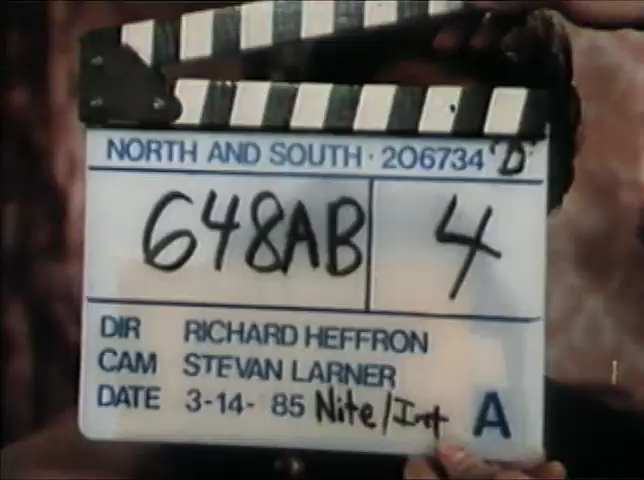 NORTH AND SOUTH · 206734 "D"
648AB 4
DIR RICHARD HEFFRON
CAM STEVAN LARNER
DATE 3-14- 85 Nite/Int A